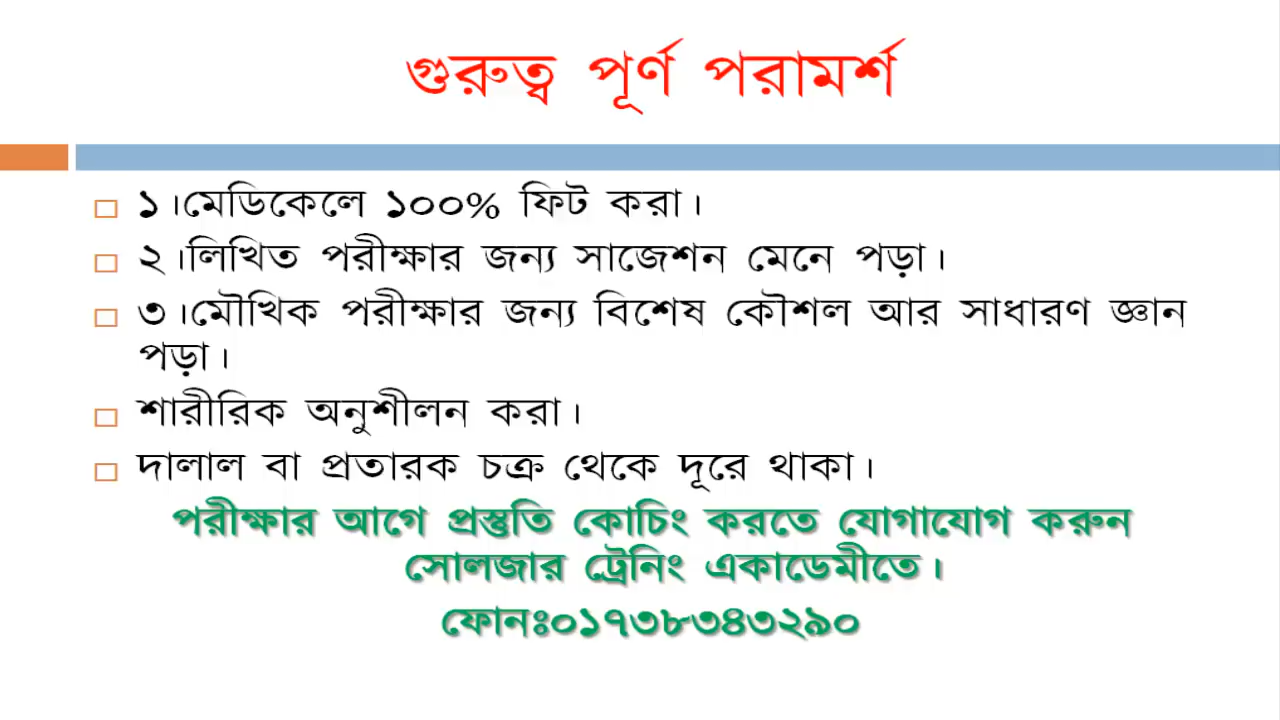 গুরুত্ব পূর্ণ পরামর্শ
১।মেডিকেলে ১০০% ফিট করা।
২।লিখিত পরীক্ষার জন্য সাজেশন মেনে পড়া।
৩।মৌখিক পরীক্ষার জন্য বিশেষ কৌশল আর সাধারণ জ্ঞান
পড়া।
শারীরিক অনুশীলন করা।
দালাল বা প্রতারক চক্র থেকে দূরে থাকা।
পরীক্ষার আগে প্রস্তুতি কোচিং করতে যোগাযোগ করুন
সোলজার ট্রেনিং একাডেমীতে।
ফোনঃ০১৭৩৮৩৪৩২৯০